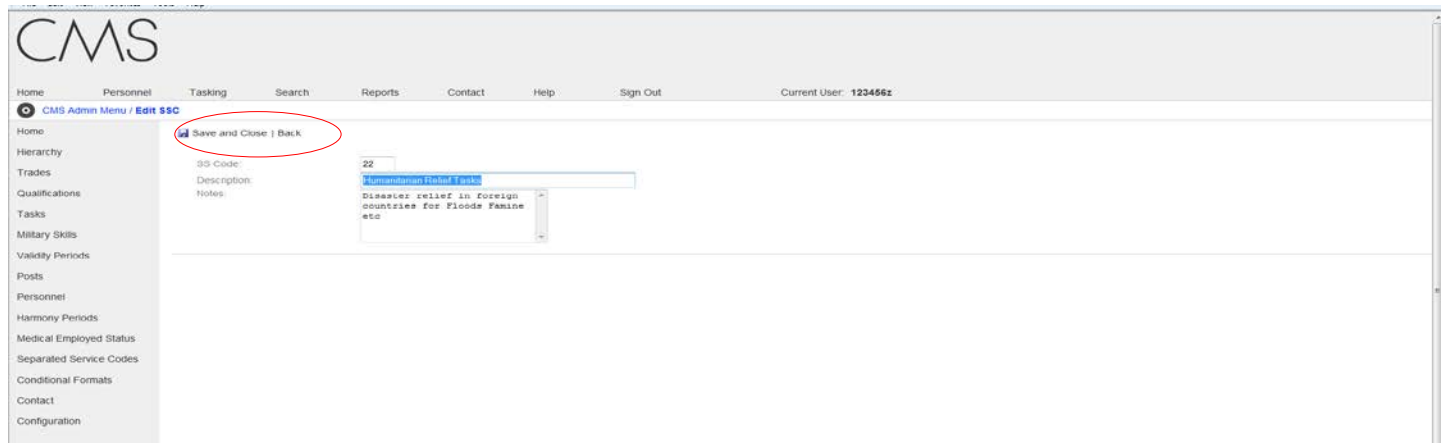 CMS
Home Personnel Tasking Search Reports Contact Help Sign Out Current User: 123456z
CMS Admin Menu / Edit SSC
Home
Save and Close | Back
Hierarchy
SS Code: 22
Trades
Description: Humanitarian Relief Tasks
Qualifications
Notes: Disaster relief in foreign
countries for Floods Famine
etc
Tasks
Military Skills
Validity Periods
Posts
Personnel
Harmony Periods
Medical Employed Status
Separated Service Codes
Conditional Formats
Contact
Configuration